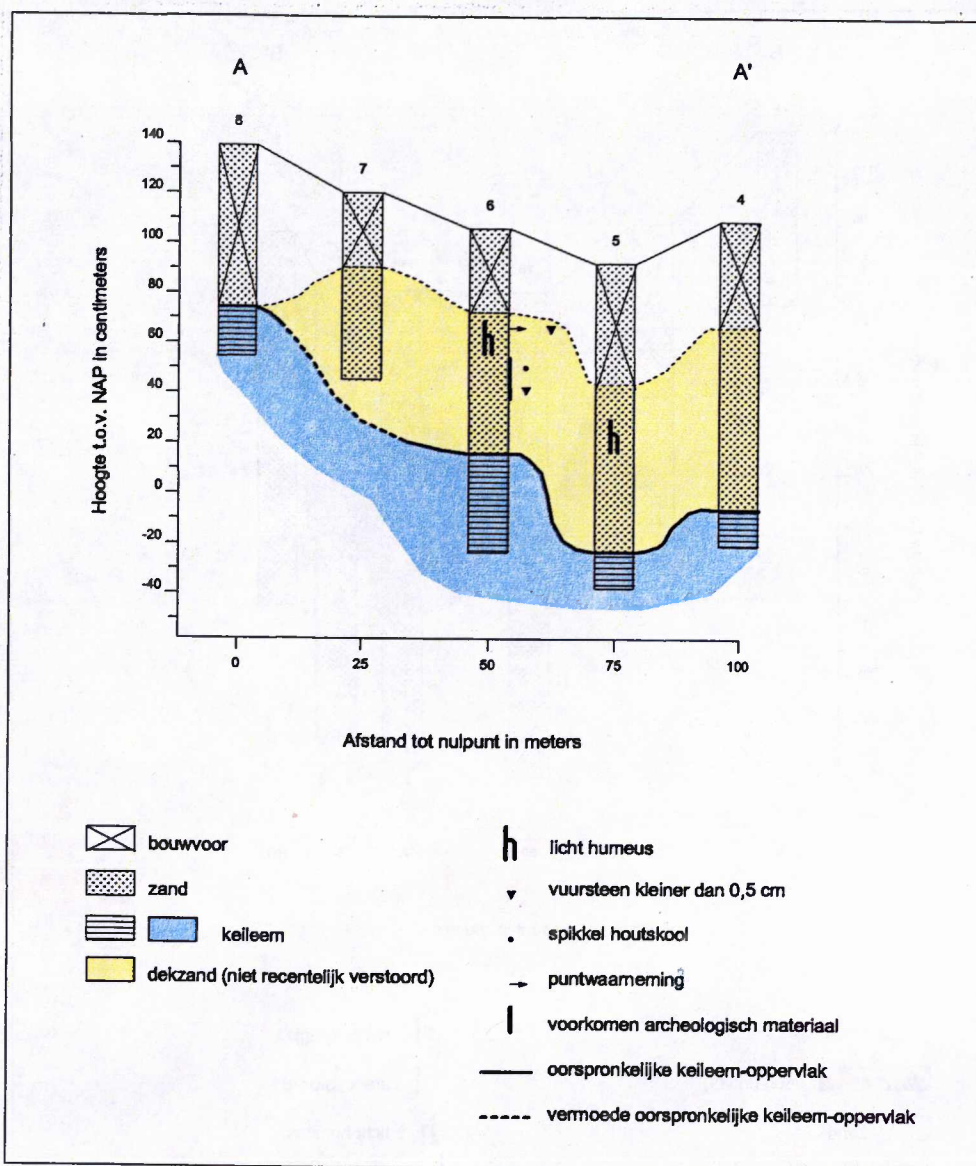 A A'
8
7
6
5
4
140
120
100
80
60
40
20
0
-20
-40
Hoogte t.o.v. NAP in centimeters
h
h
0 25 50 75 100
Afstand tot nulpunt in meters
bouwvoor
zand
keileem
dekzand (niet recentelijk verstoord)
h licht humeus
vuursteen kleiner dan 0,5 cm
spikkel houtskool
puntwaarneming
voorkomen archeologisch materiaal
oorspronkelijke keileem-oppervlak
vermoede oorspronkelijke keileem-oppervlak